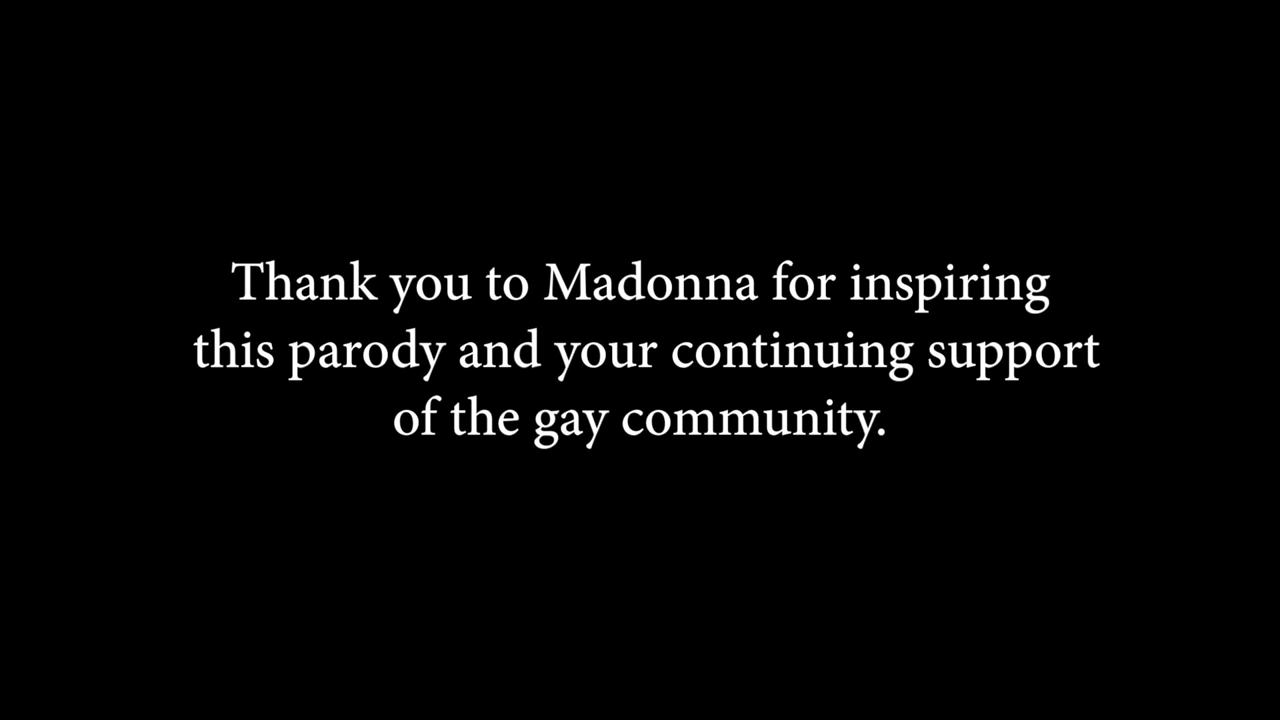 Thank you to Madonna for inspiring
this parody and your continuing support
of the gay community.